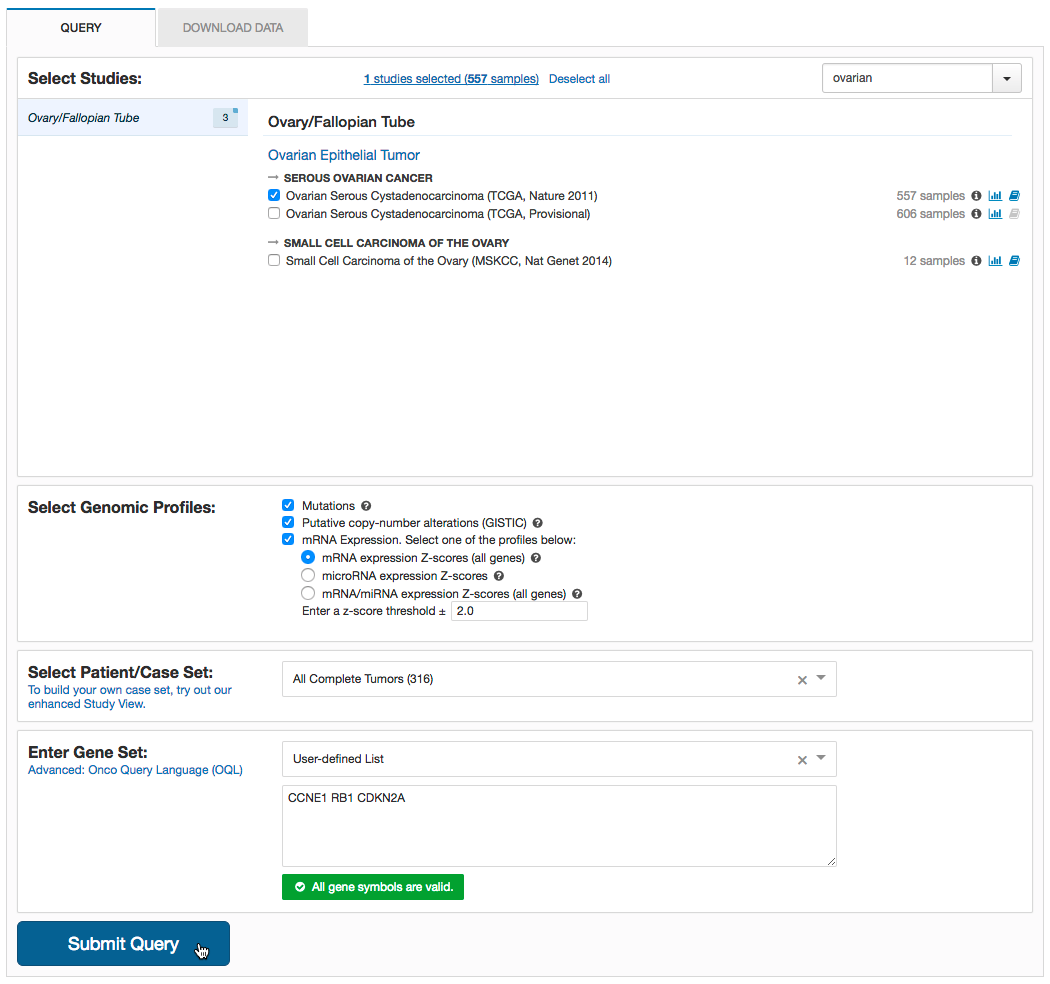 QUERY
DOWNLOAD DATA
Select Studies:
1 studies selected (557 samples) Deselect all
ovarian
Ovary/Fallopian Tube 3
Ovary/Fallopian Tube
Ovarian Epithelial Tumor
→ SEROUS OVARIAN CANCER
Ovarian Serous Cystadenocarcinoma (TCGA, Nature 2011) 557 samples
Ovarian Serous Cystadenocarcinoma (TCGA, Provisional) 606 samples
→ SMALL CELL CARCINOMA OF THE OVARY
Small Cell Carcinoma of the Ovary (MSKCC, Nat Genet 2014) 12 samples
Select Genomic Profiles:
Mutations
Putative copy-number alterations (GISTIC)
mRNA Expression. Select one of the profiles below:
mRNA expression Z-scores (all genes)
microRNA expression Z-scores
mRNA/miRNA expression Z-scores (all genes)
Enter a z-score threshold ± 2.0
Select Patient/Case Set:
To build your own case set, try out our
enhanced Study View.
All Complete Tumors (316)
Enter Gene Set:
Advanced: Onco Query Language (OQL)
User-defined List
CCNE1 RB1 CDKN2A
All gene symbols are valid.
Submit Query